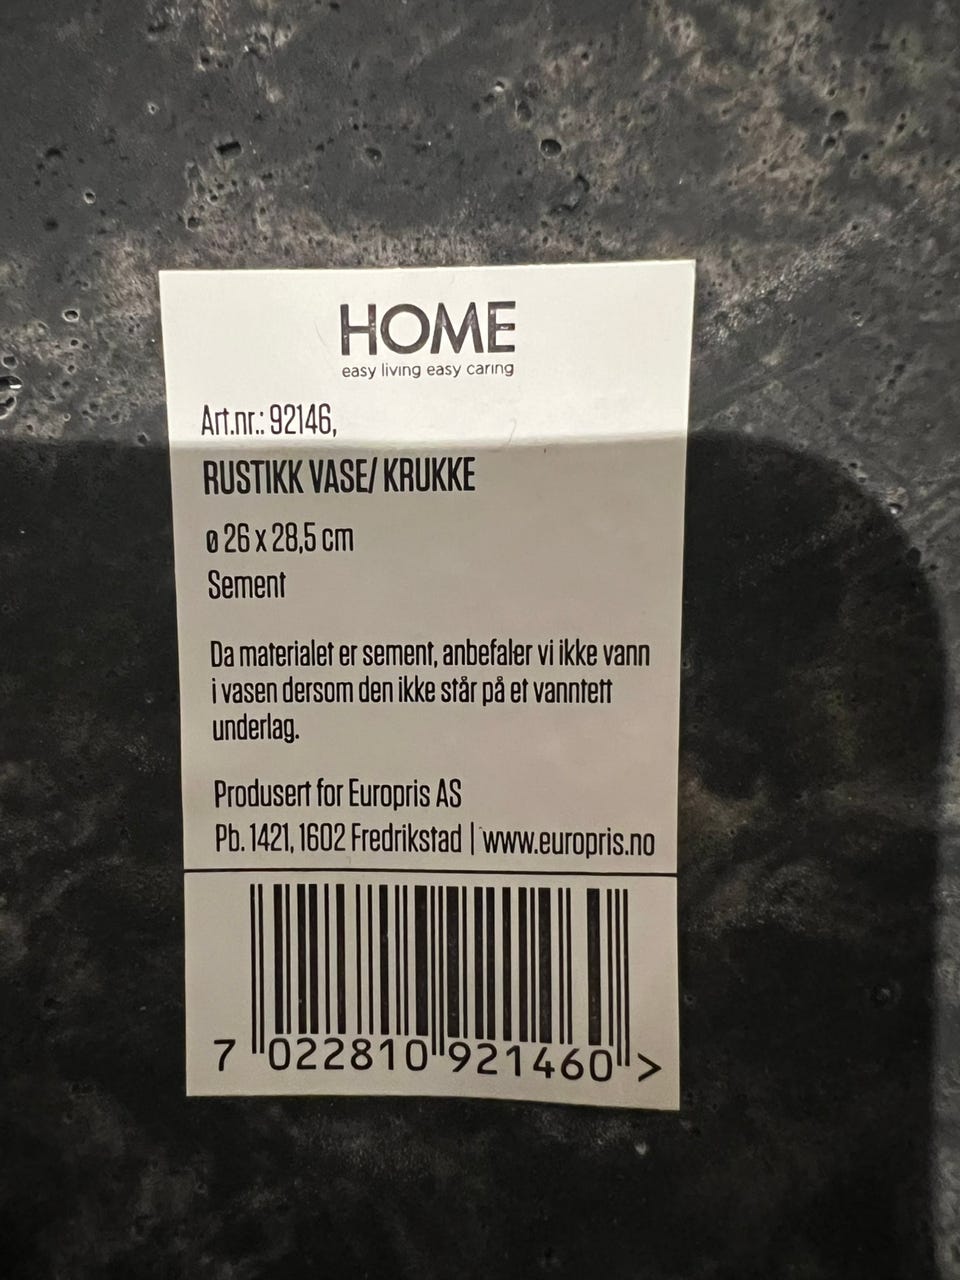 HOME
easy living easy caring
Art.nr.: 92146,
RUSTIKK VASE/ KRUKKE
ø 26 x 28,5 cm
Sement
Da materialet er sement, anbefaler vi ikke vann
i vasen dersom den ikke står på et vanntett
underlag.
Produsert for Europris AS
Pb. 1421, 1602 Fredrikstad | www.europris.no
7 022810 921460 >